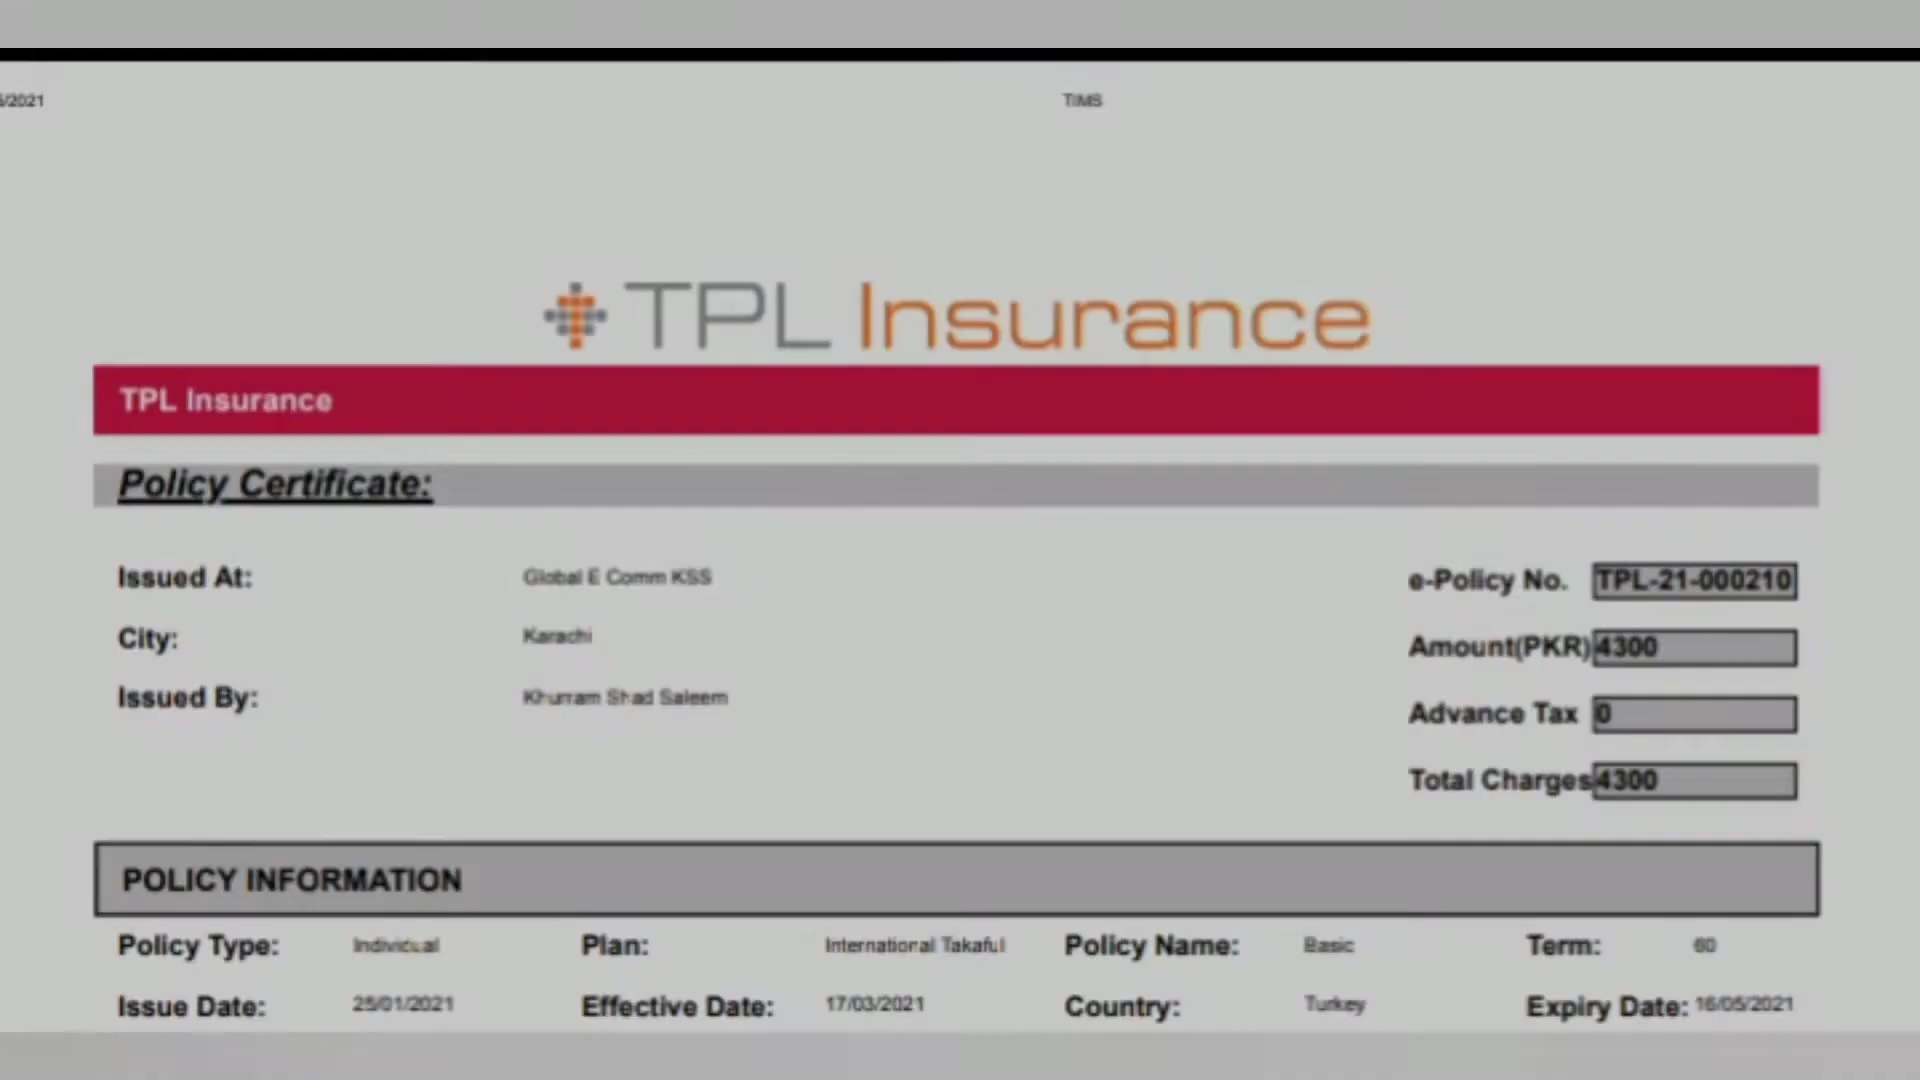 5/2021 TIMS
TPL Insurance
TPL Insurance
Policy Certificate:
Issued At: Global E Comm KSS e-Policy No. TPL-21-000210
City: Karachi Amount(PKR) 4300
Issued By: Khurram Shad Saleem Advance Tax 0
Total Charges 4300
POLICY INFORMATION
Policy Type: Individual Plan: International Takaful Policy Name: Basic Term: 60
Issue Date: 25/01/2021 Effective Date: 17/03/2021 Country: Turkey Expiry Date: 16/05/2021